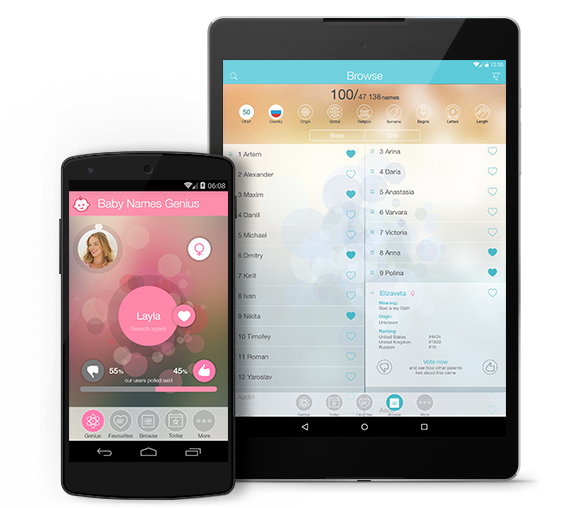 06:08
Baby Names Genius
Layla
Search again
55%
45%
our users polled said
Genius
Favourites
Browse
Today
More
12:35
Browse
100/47 138 names
50
Chart
Country
Origin
Global
Religion
Surname
Begins
Letters
Length
Boys
Girls
1 Artem
2 Alexander
3 Maxim
4 Daniil
5 Michael
6 Dmitry
7 Kirill
8 Ivan
9 Nikita
10 Timofey
11 Roman
12 Yaroslav
3 Arina
4 Daria
5 Anastasia
6 Varvara
7 Victoria
8 Anna
9 Polina
Elizaveta
Meaning:
God is my Oath
Origin:
Unknown
Ranking:
United States #4424
United Kingdom #1920
Russia #10
Vote now
and see how other parents
feel about this name
Genius
Today
Favourites
Browse
More